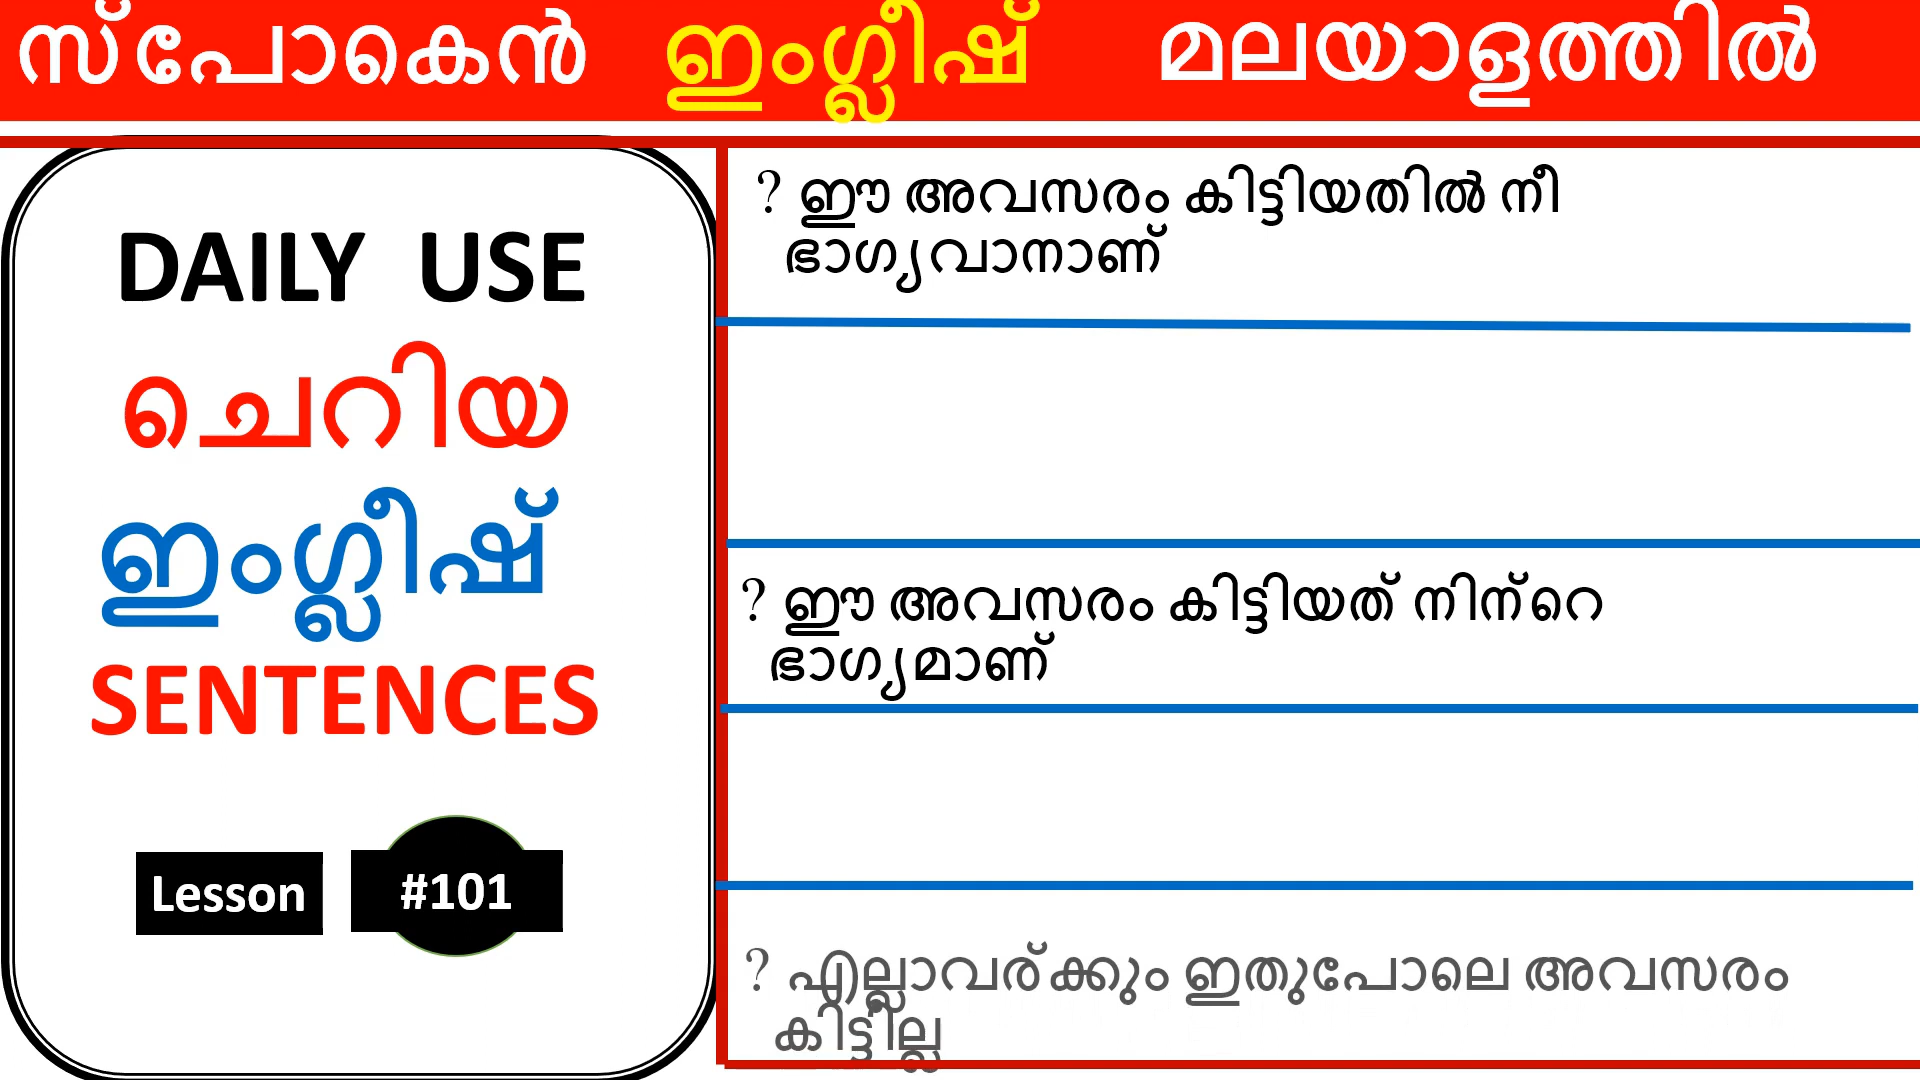 സ്പോകെൻ ഇംഗ്ലീഷ് മലയാളത്തിൽ
DAILY USE
ചെറിയ
ഇംഗ്ലീഷ്
SENTENCES
Lesson #101
? ഈ അവസരം കിട്ടിയതിൽ നീ
ഭാഗ്യവാനാണ്
? ഈ അവസരം കിട്ടിയത് നിന്റെ
ഭാഗ്യമാണ്
? എല്ലാവര്ക്കും ഇതുപോലെ അവസരം
കിട്ടില്ല